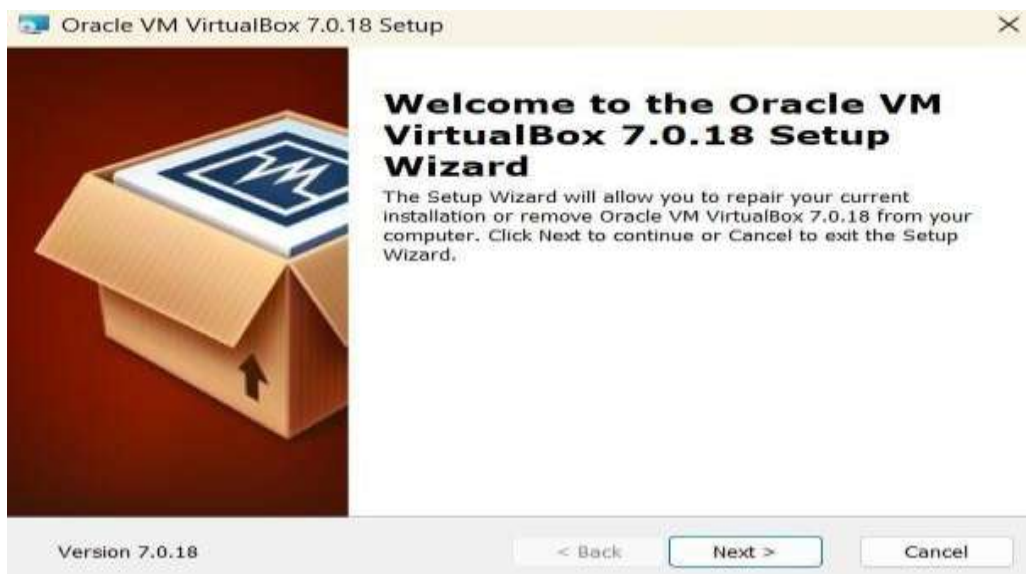 Oracle VM VirtualBox 7.0.18 Setup
Welcome to the Oracle VM
VirtualBox 7.0.18 Setup
Wizard
The Setup Wizard will allow you to repair your current
installation or remove Oracle VM VirtualBox 7.0.18 from your
computer. Click Next to continue or Cancel to exit the Setup
Wizard.
Version 7.0.18
< Back
Next >
Cancel